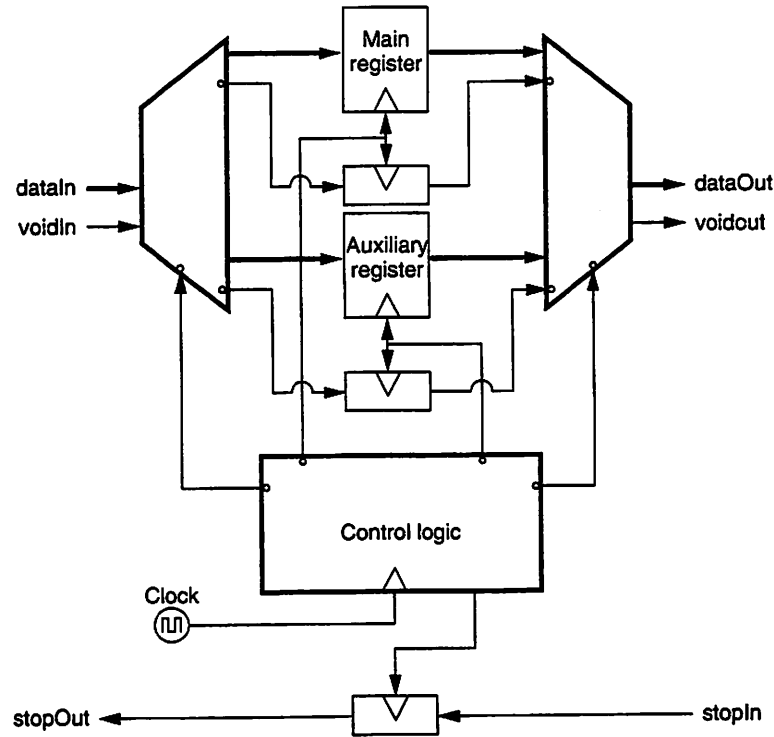 Main
register
dataIn
voidIn
dataOut
voidout
Auxiliary
register
Control logic
Clock
stopOut
stopIn